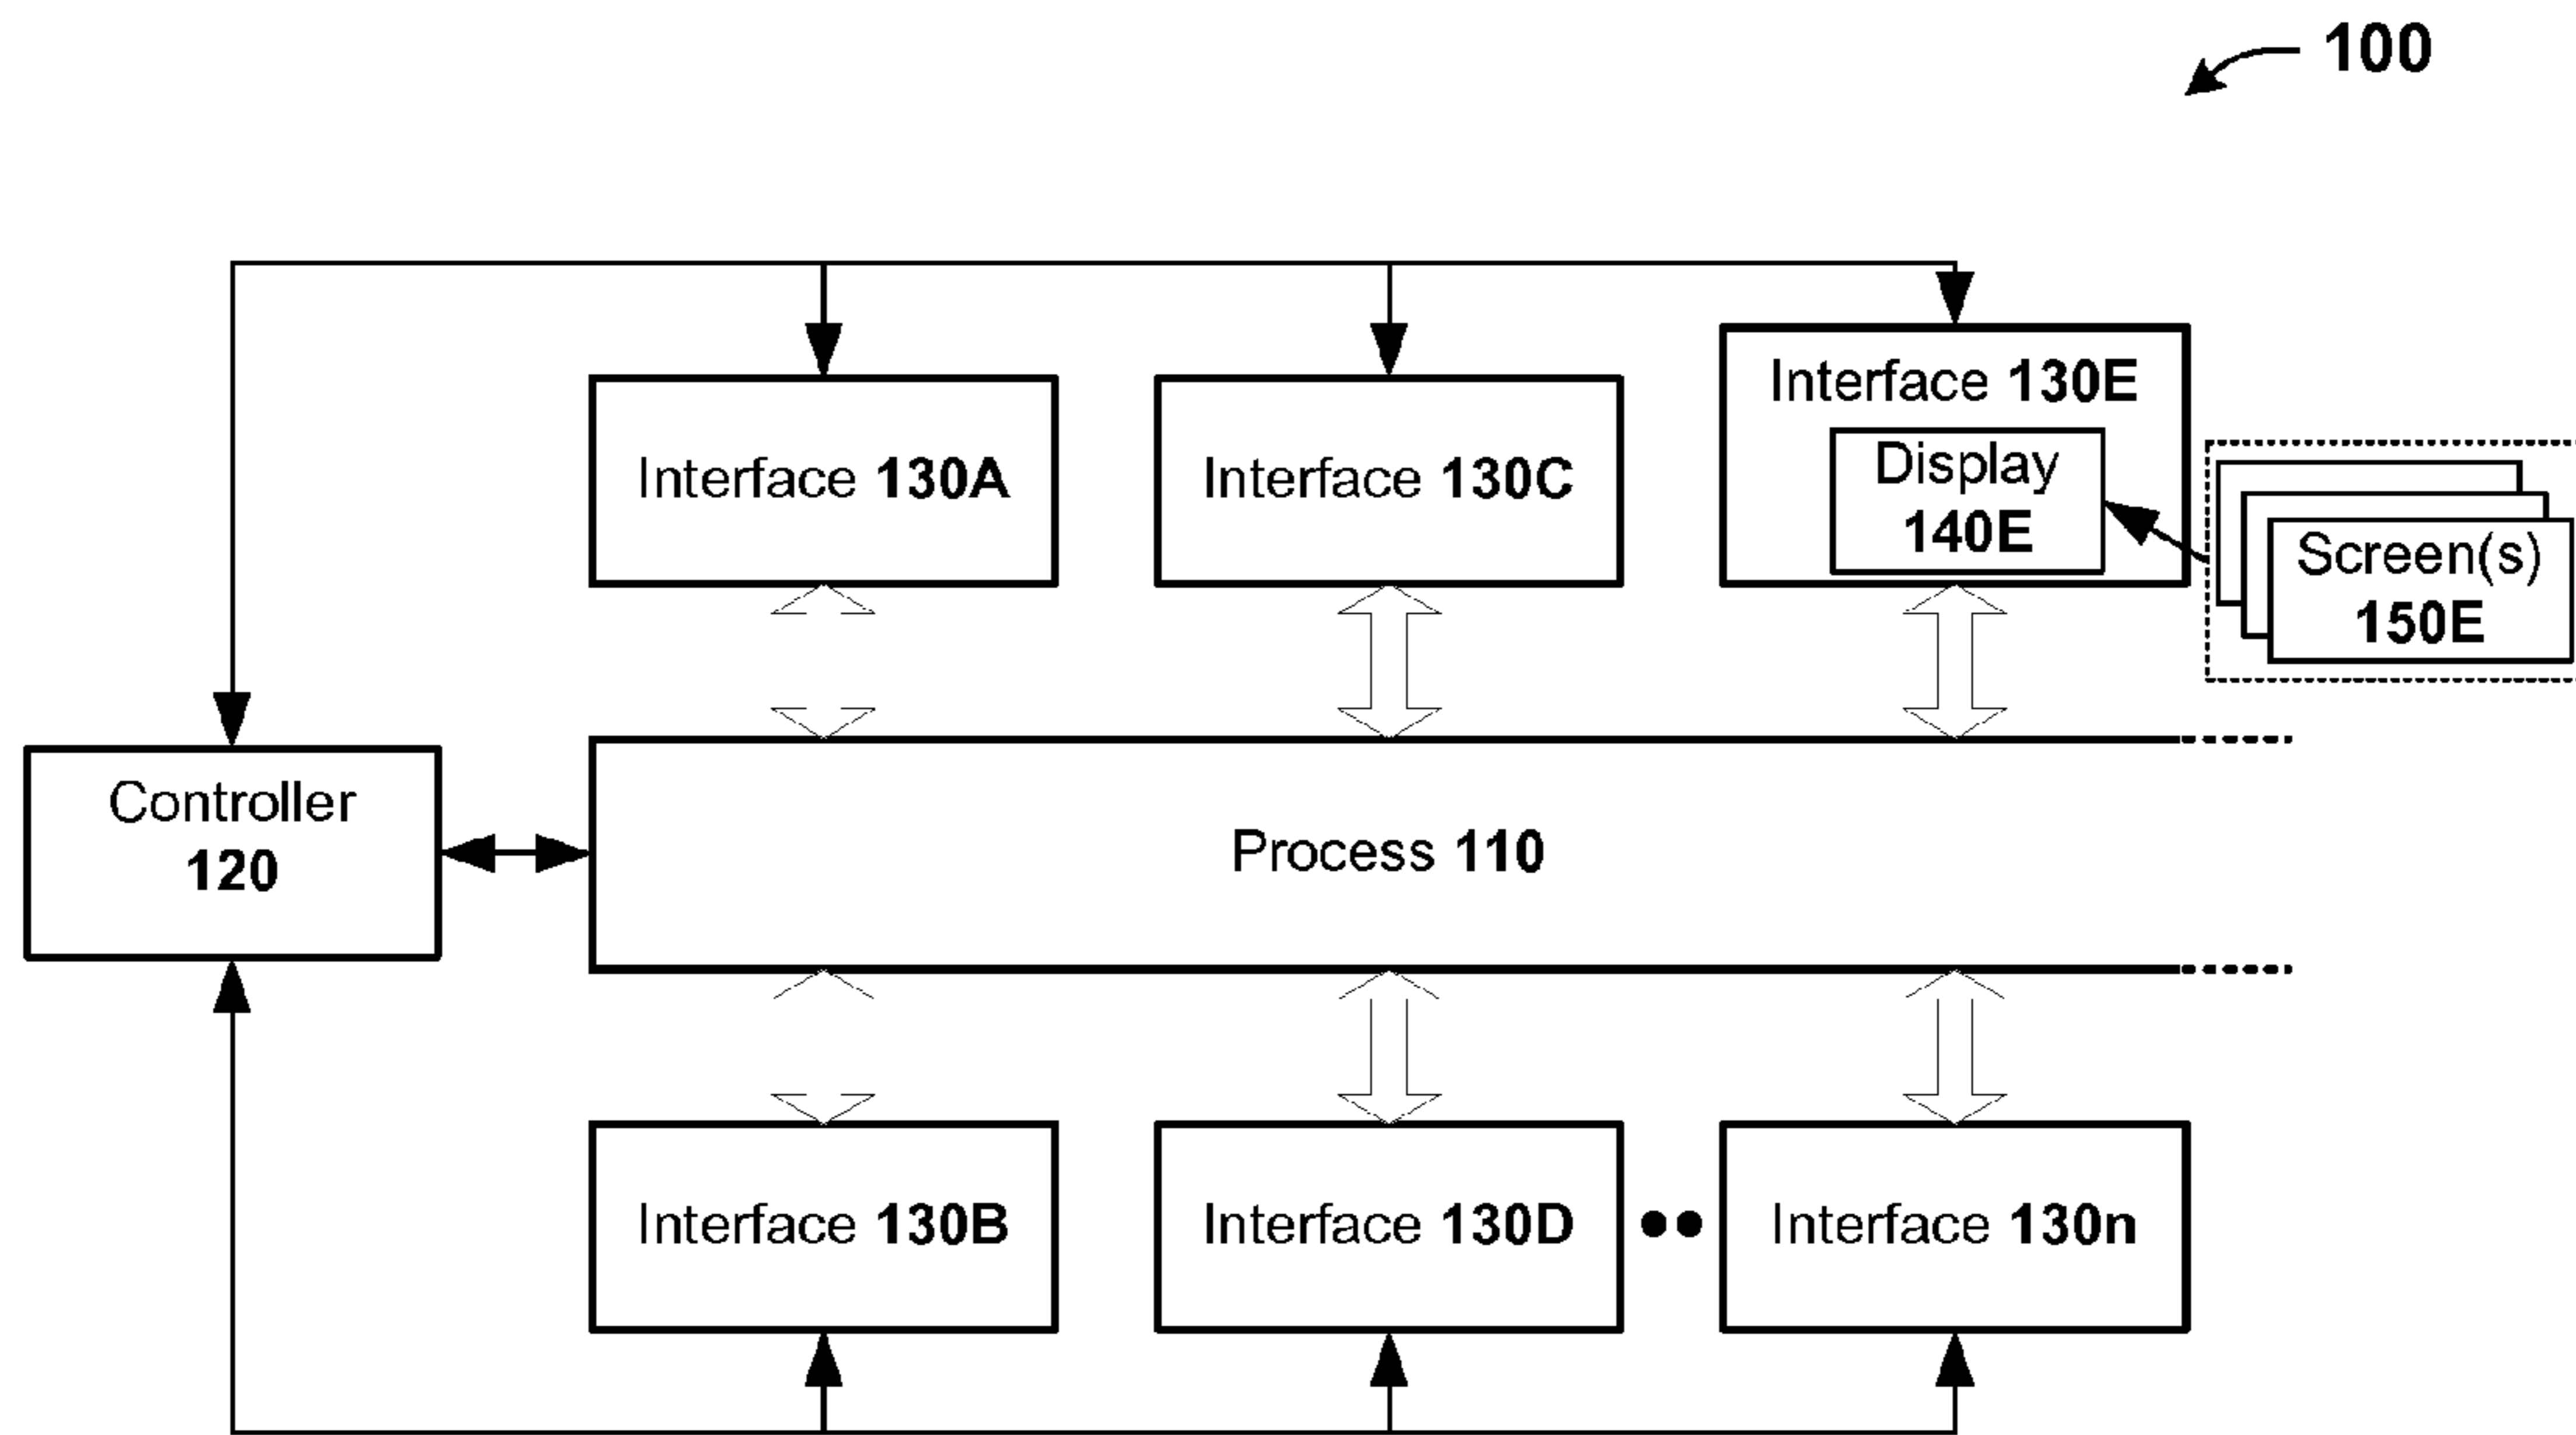 100
Interface 130A
Interface 130C
Interface 130E
Display
140E
Screen(s)
150E
Controller
120
Process 110
Interface 130B
Interface 130D
Interface 130n